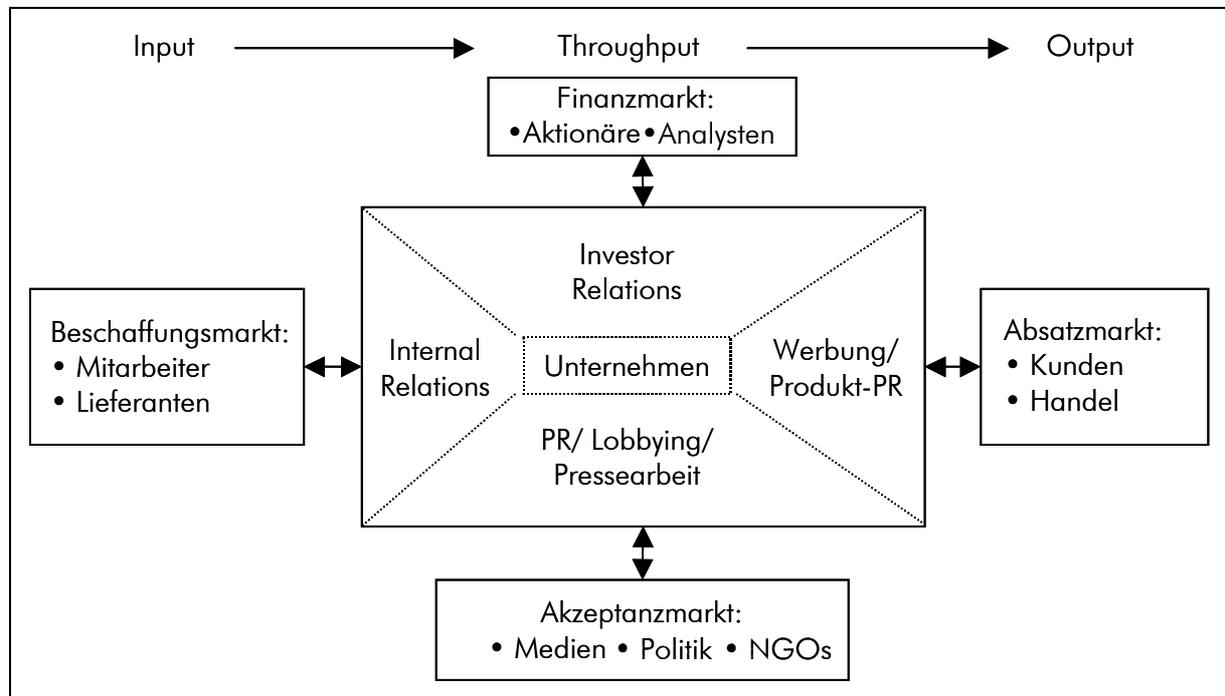 Input Throughput Output
Finanzmarkt:
•Aktionäre •Analysten
Investor
Relations
Beschaffungsmarkt:
• Mitarbeiter
• Lieferanten
Internal
Relations
Unternehmen
Werbung/
Produkt-PR
Absatzmarkt:
• Kunden
• Handel
PR/ Lobbying/
Pressearbeit
Akzeptanzmarkt:
• Medien • Politik • NGOs